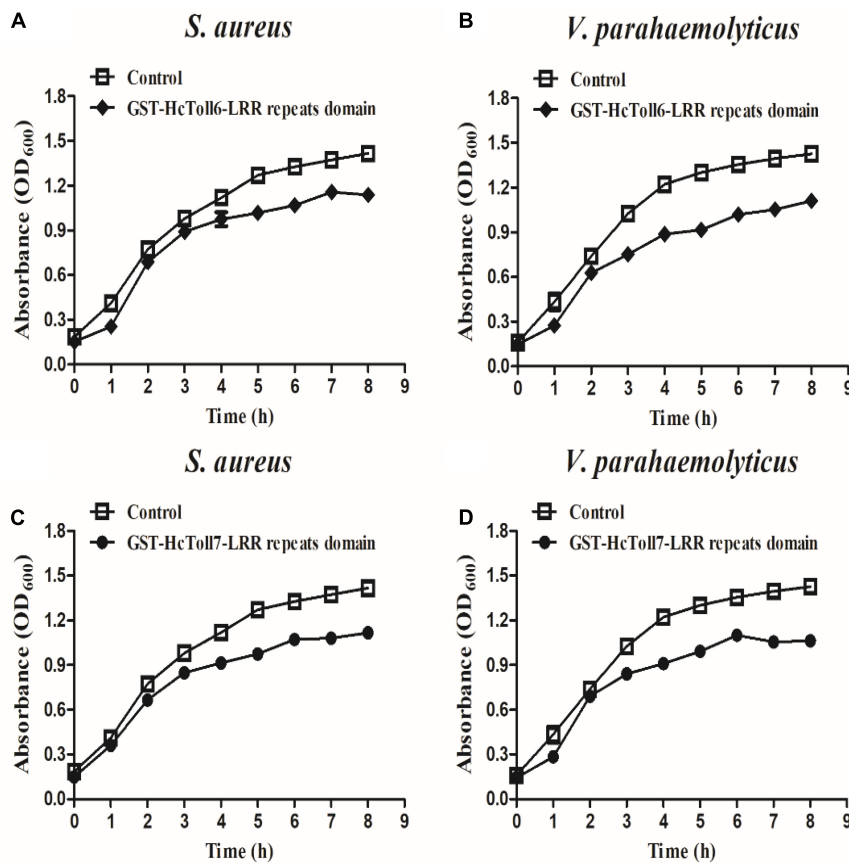 A
S. aureus
Control
GST-HcToll6-LRR repeats domain
Absorbance (OD600)
1.8
1.5
1.2
0.9
0.6
0.3
0.0
0 1 2 3 4 5 6 7 8 9
Time (h)
B
V. parahaemolyticus
Control
GST-HcToll6-LRR repeats domain
Absorbance (OD600)
1.8
1.5
1.2
0.9
0.6
0.3
0.0
0 1 2 3 4 5 6 7 8 9
Time (h)
C
S. aureus
Control
GST-HcToll7-LRR repeats domain
Absorbance (OD600)
1.8
1.5
1.2
0.9
0.6
0.3
0.0
0 1 2 3 4 5 6 7 8 9
Time (h)
D
V. parahaemolyticus
Control
GST-HcToll7-LRR repeats domain
Absorbance (OD600)
1.8
1.5
1.2
0.9
0.6
0.3
0.0
0 1 2 3 4 5 6 7 8 9
Time (h)